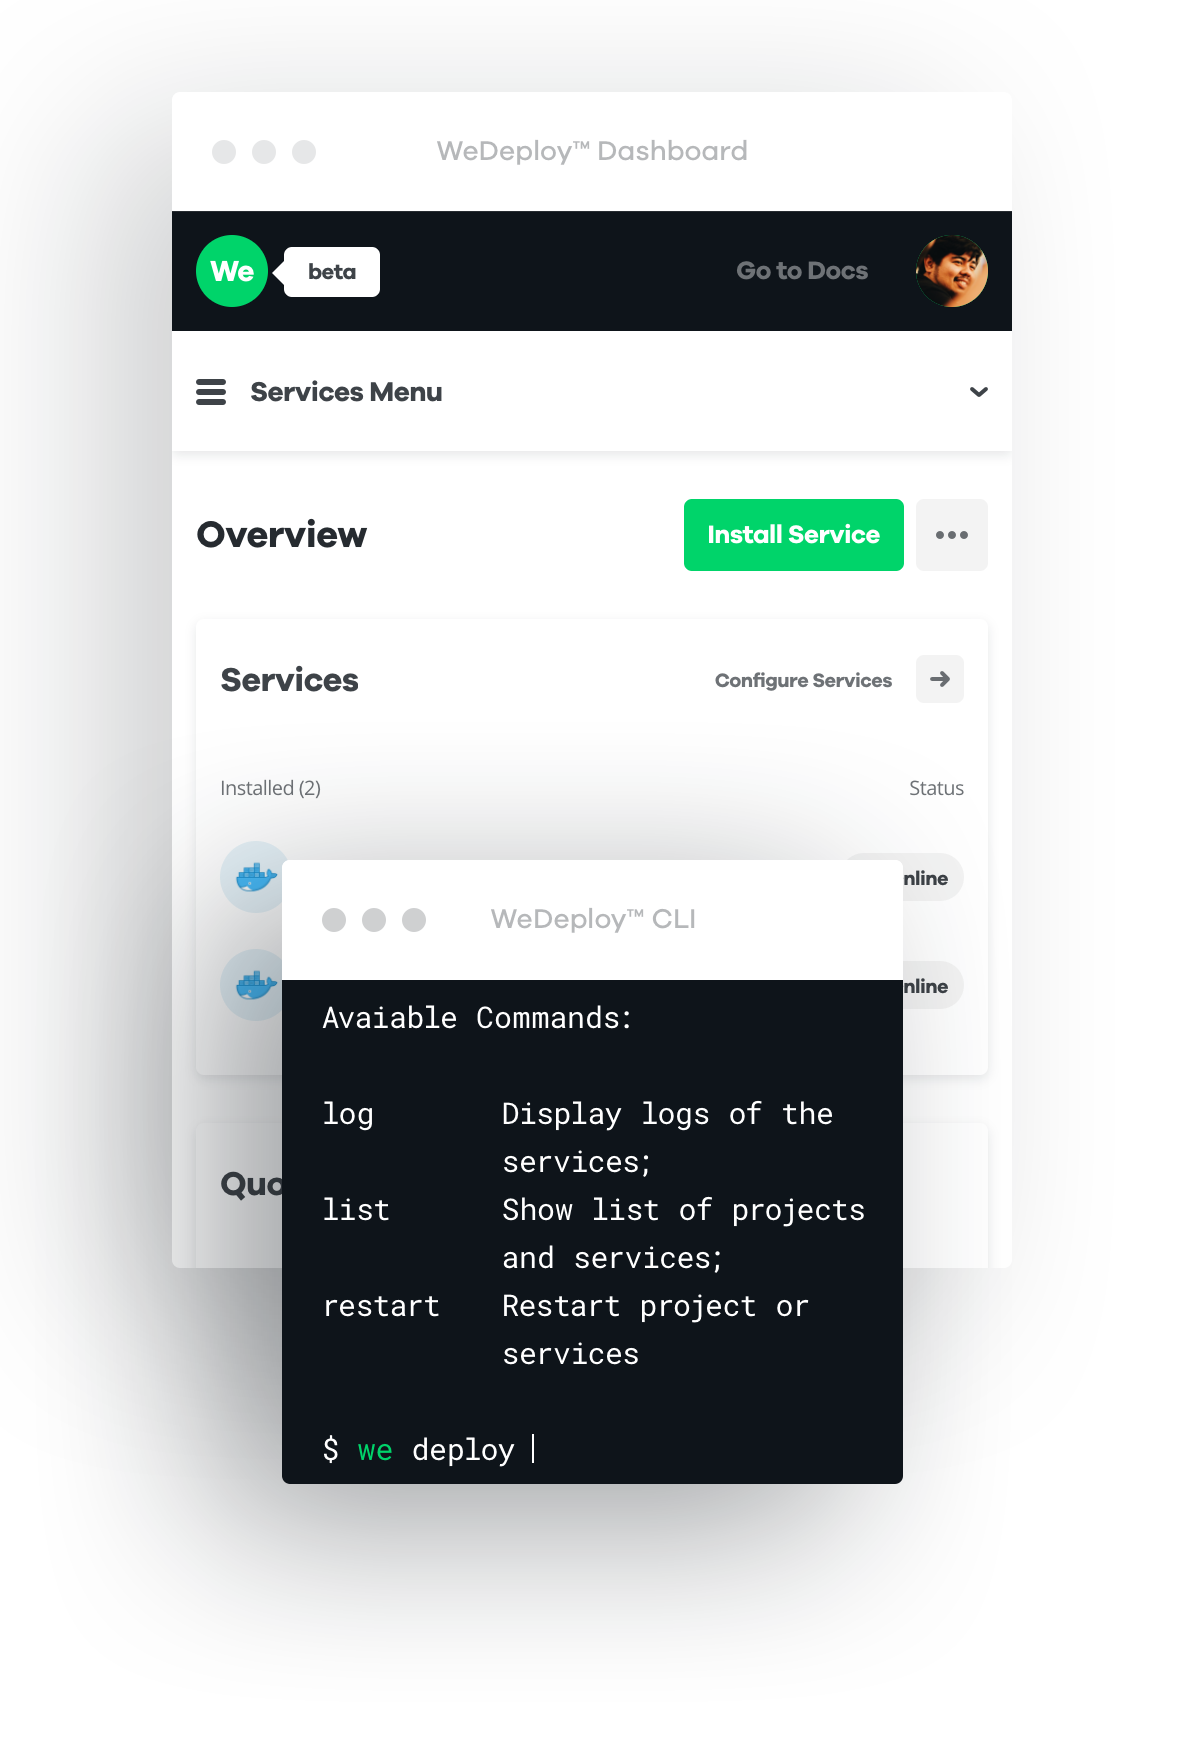 WeDeploy™ Dashboard
We
beta
Go to Docs
Services Menu
Overview
Install Service
Services
Configure Services
Installed (2)
Status
nline
nline
Quo
WeDeploy™ CLI
Avaiable Commands:
log Display logs of the
services;
list Show list of projects
and services;
restart Restart project or
services
$ we deploy